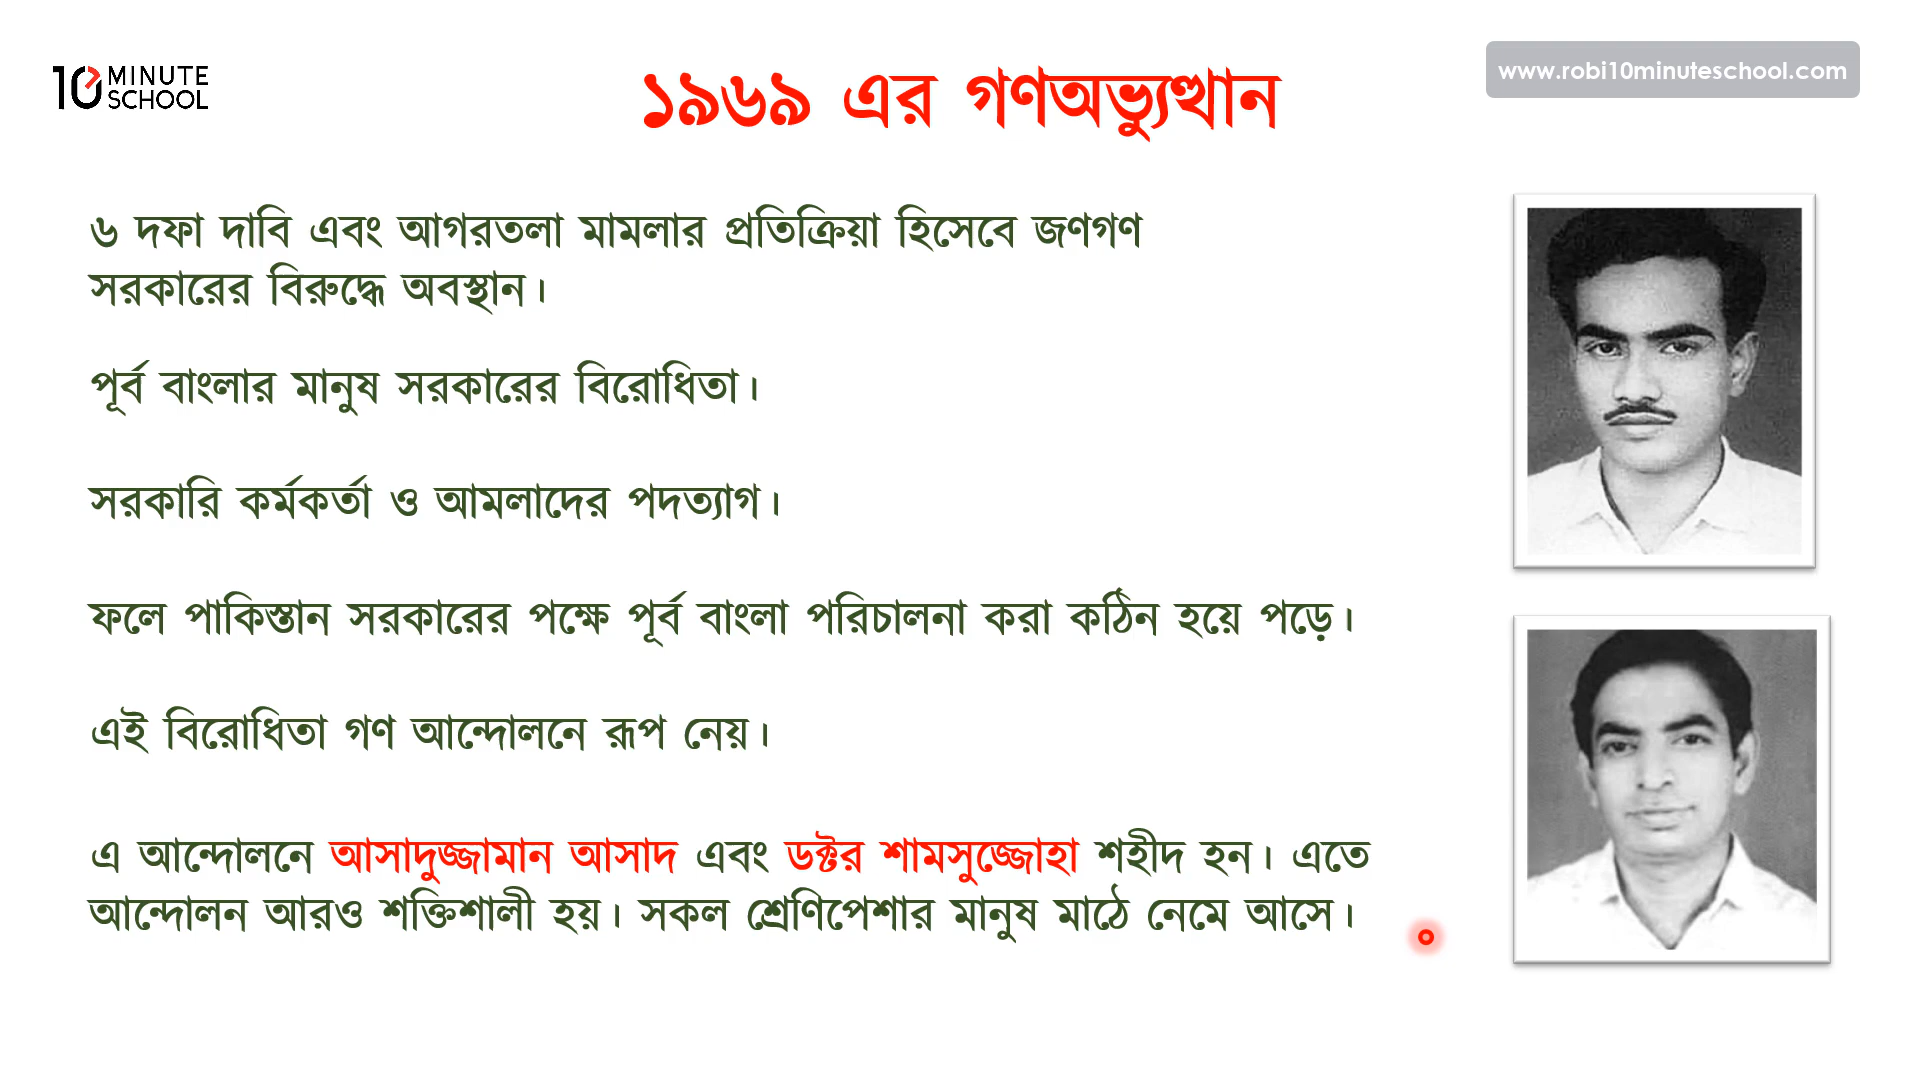 10 MINUTE SCHOOL
www.robi10minuteschool.com
১৯৬৯ এর গণঅভ্যুত্থান
৬ দফা দাবি এবং আগরতলা মামলার প্রতিক্রিয়া হিসেবে জণগণ
সরকারের বিরুদ্ধে অবস্থান।
পূর্ব বাংলার মানুষ সরকারের বিরোধিতা।
সরকারি কর্মকর্তা ও আমলাদের পদত্যাগ।
ফলে পাকিস্তান সরকারের পক্ষে পূর্ব বাংলা পরিচালনা করা কঠিন হয়ে পড়ে।
এই বিরোধিতা গণ আন্দোলনে রূপ নেয়।
এ আন্দোলনে আসাদুজ্জামান আসাদ এবং ডক্টর শামসুজ্জোহা শহীদ হন। এতে
আন্দোলন আরও শক্তিশালী হয়। সকল শ্রেণিপেশার মানুষ মাঠে নেমে আসে।